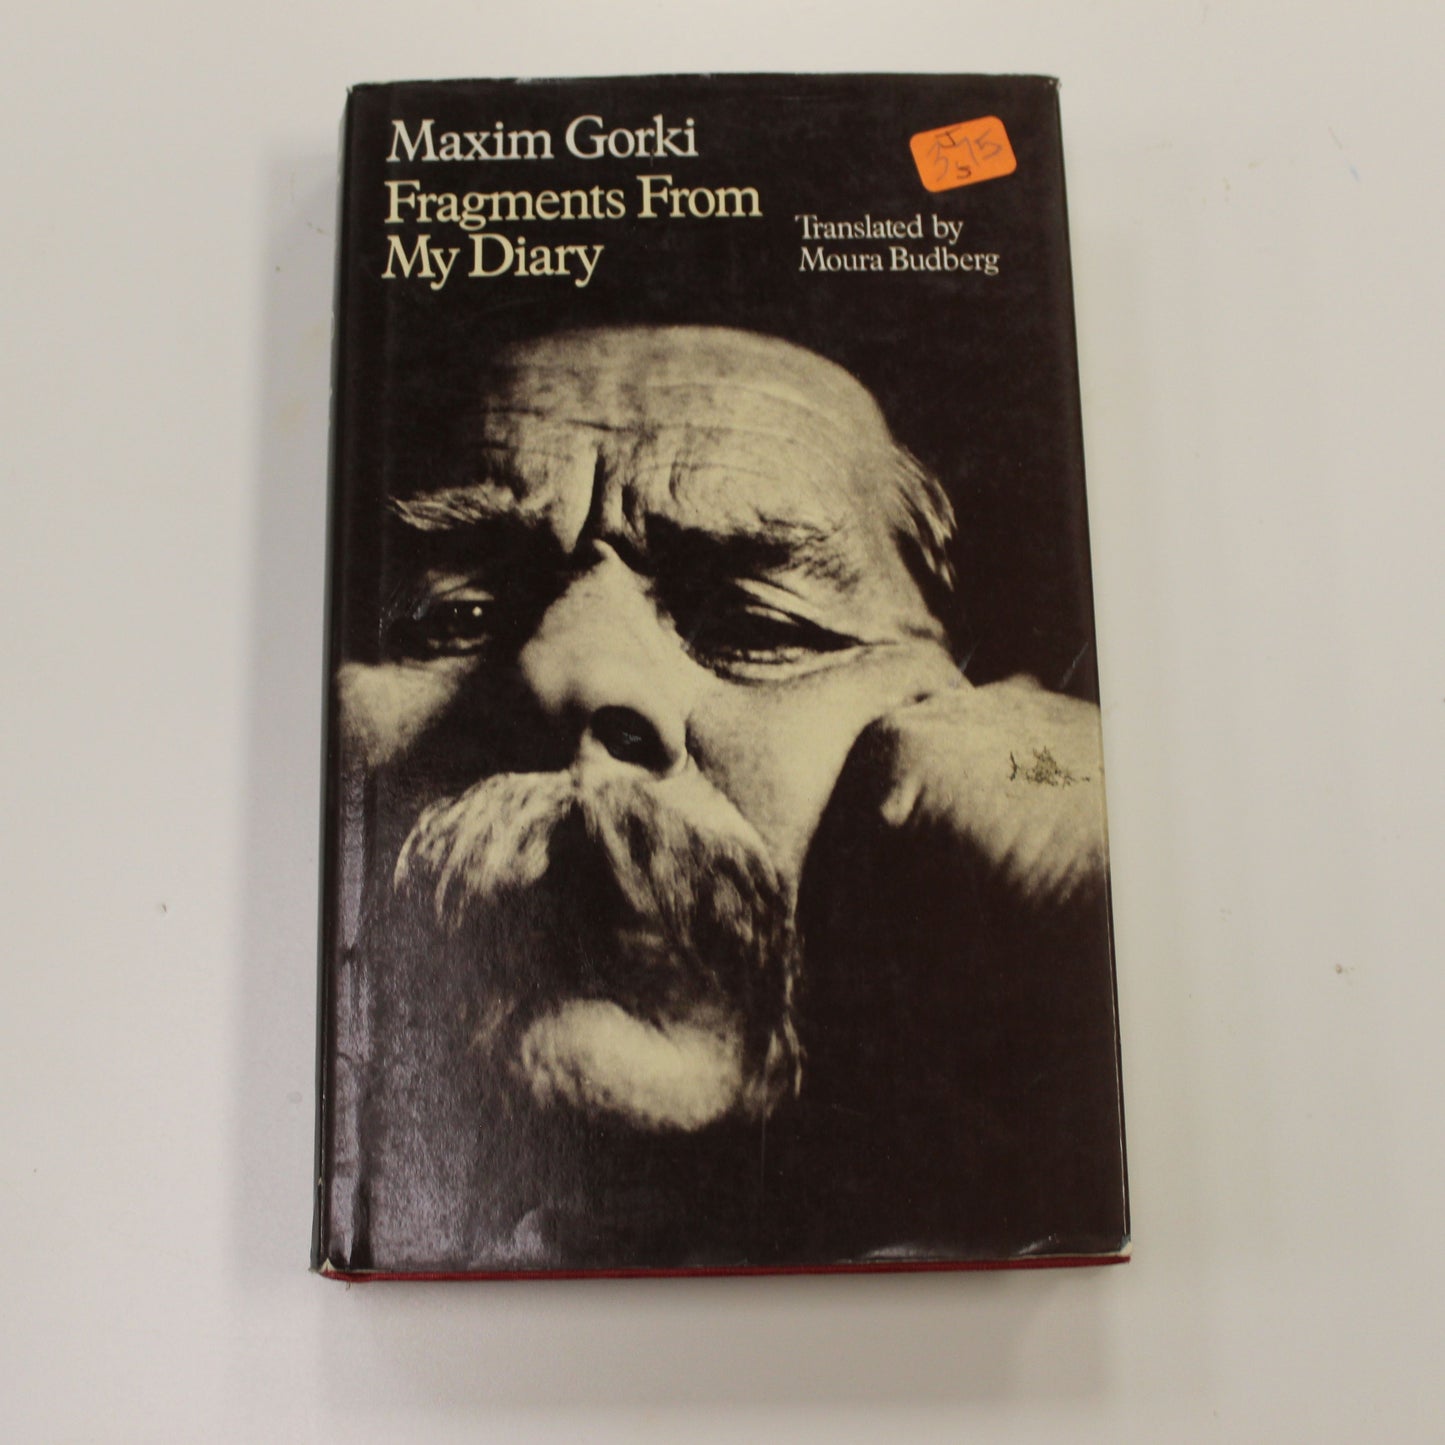 Maxim Gorki
Fragments From
My Diary
Translated by
Moura Budberg